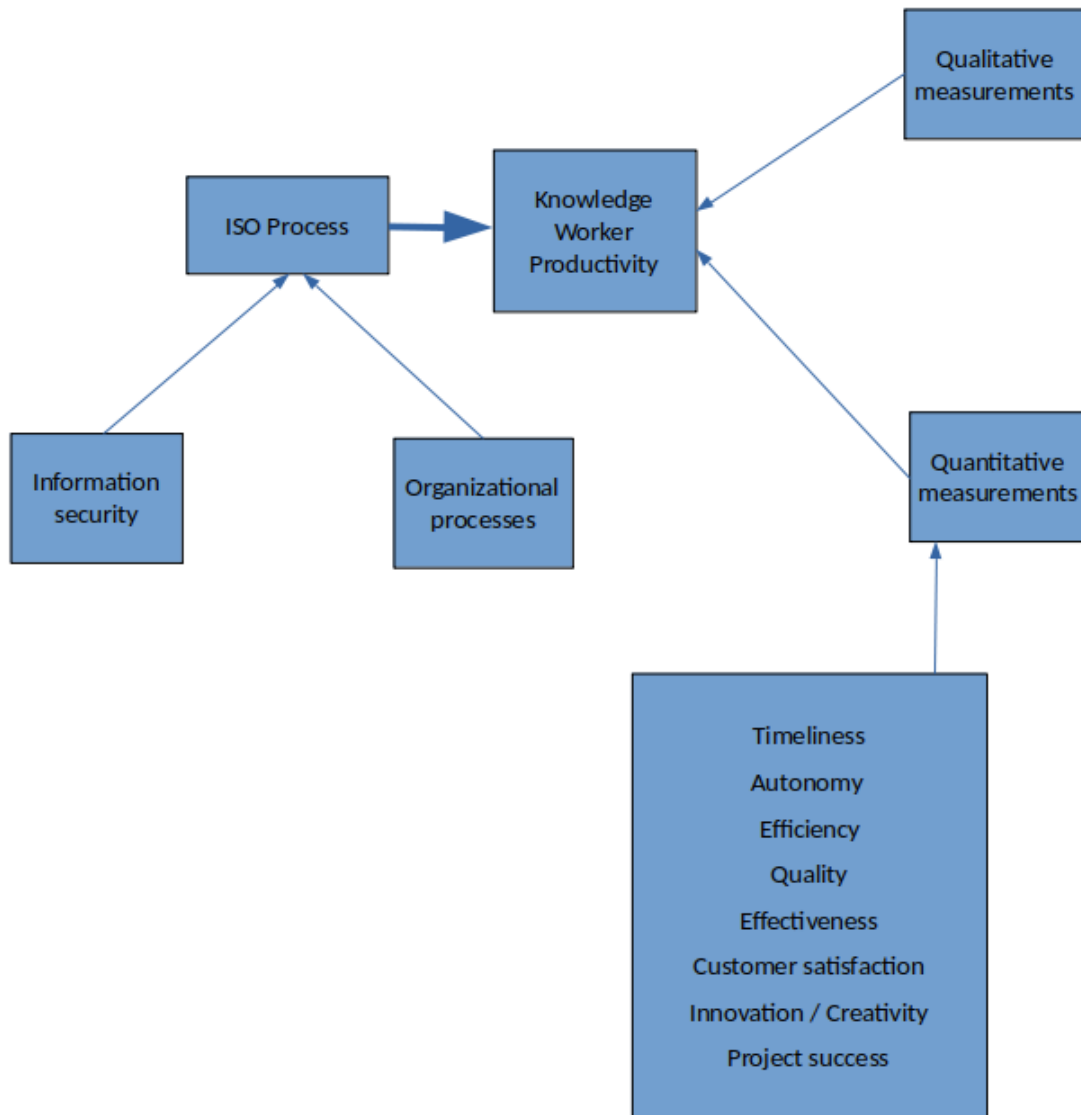 Qualitative
measurements
Knowledge
Worker
Productivity
ISO Process
Information
security
Organizational
processes
Quantitative
measurements
Timeliness
Autonomy
Efficiency
Quality
Effectiveness
Customer satisfaction
Innovation / Creativity
Project success